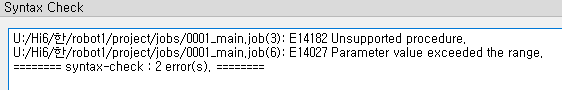 Syntax Check
U:/Hi6/한/robot1/project/jobs/0001_main.job(3): E14182 Unsupported procedure.
U:/Hi6/한/robot1/project/jobs/0001_main.job(6): E14027 Parameter value exceeded the range.
======== syntax-check : 2 error(s). ========